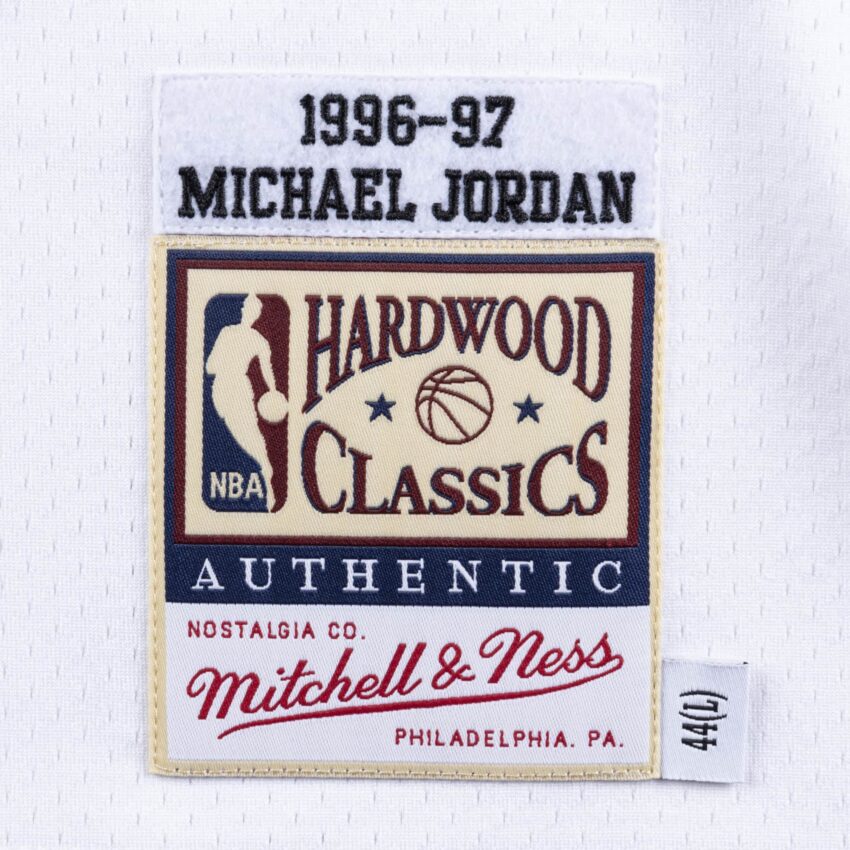 1996-97
MICHAEL JORDAN
HARDWOOD
CLASSICS
NBA
AUTHENTIC
NOSTALGIA CO.
Mitchell & Ness
PHILADELPHIA. PA.
44(L)